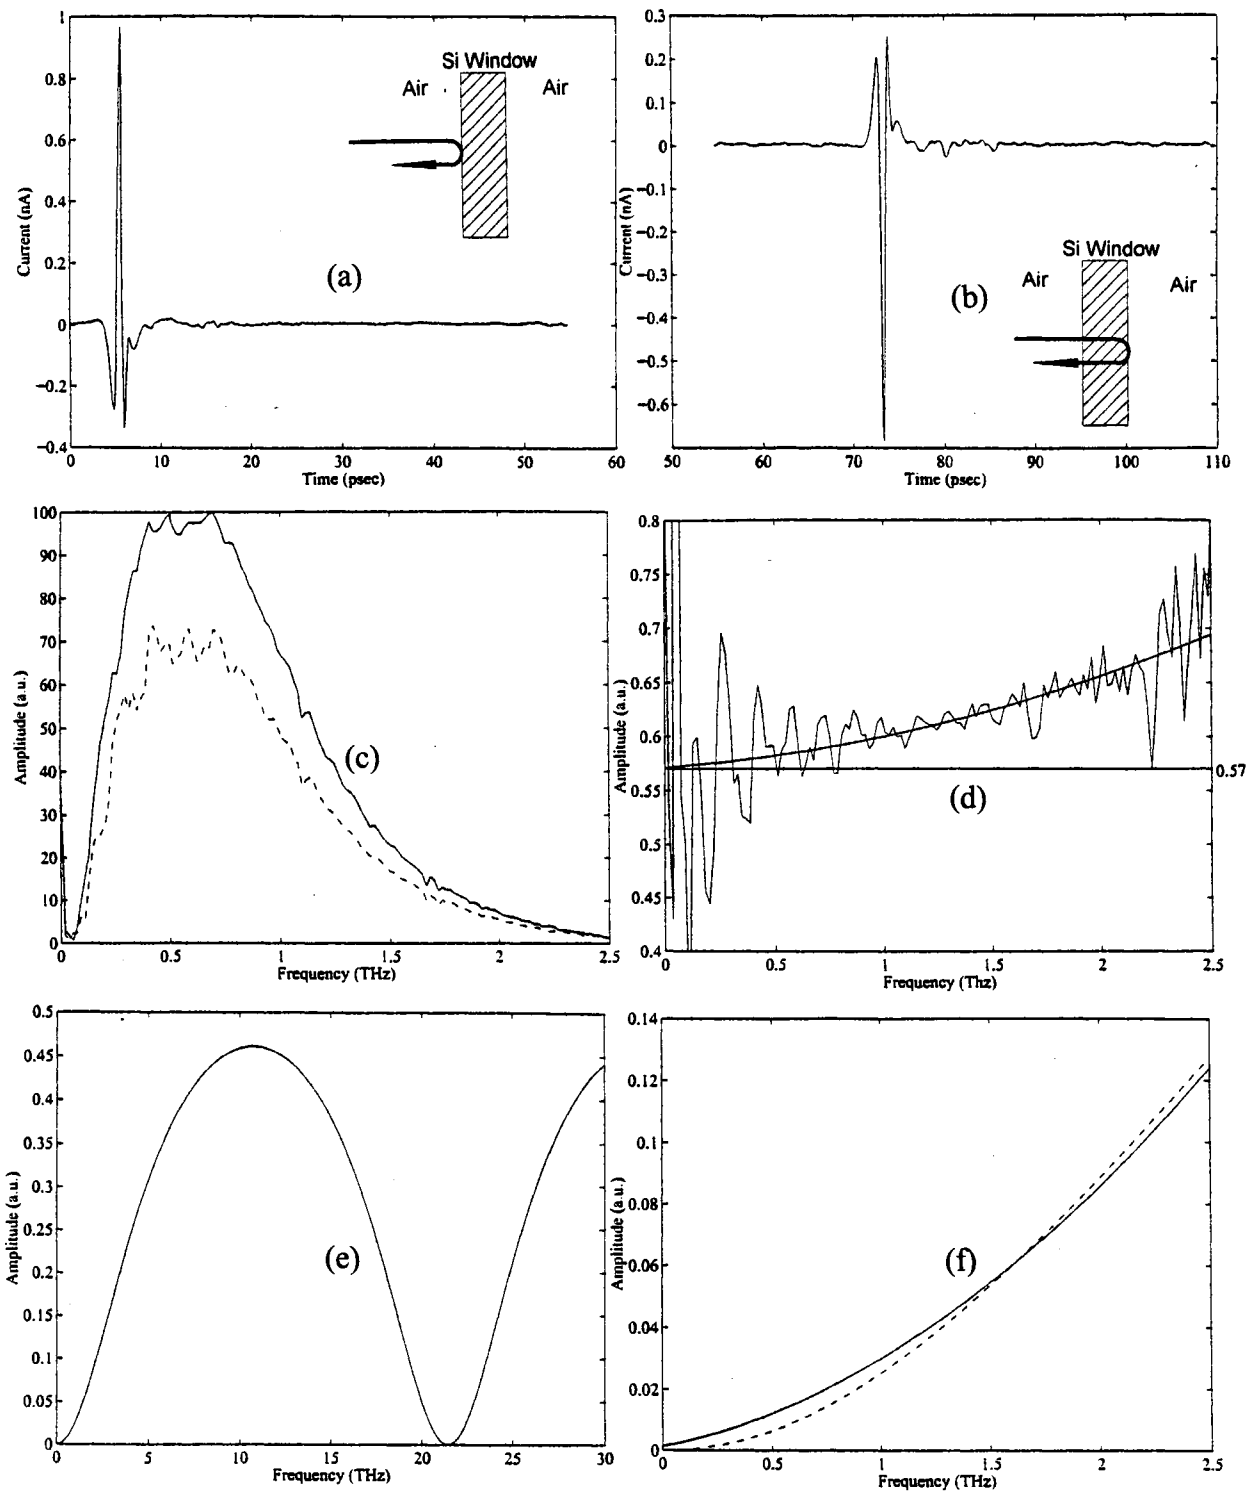 1
0.8
0.6
0.4
0.2
0
−0.2
−0.4
0 10 20 30 40 50 60
Time (psec)
Current (nA)
Si Window
Air Air
(a)
0.3
0.2
0.1
0
−0.1
−0.2
−0.3
−0.4
−0.5
−0.6
50 60 70 80 90 100 110
Time (psec)
Current (nA)
Si Window
Air Air
(b)
100
90
80
70
60
50
40
30
20
10
0
0 0.5 1 1.5 2 2.5
Frequency (THz)
Amplitude (a.u.)
(c)
0.8
0.75
0.7
0.65
0.6
0.55
0.5
0.45
0.4
0 0.5 1 1.5 2 2.5
Frequency (Thz)
Amplitude (a.u.)
0.57
(d)
0.5
0.45
0.4
0.35
0.3
0.25
0.2
0.15
0.1
0.05
0
0 5 10 15 20 25 30
Frequency (THz)
Amplitude (a.u.)
(e)
0.14
0.12
0.1
0.08
0.06
0.04
0.02
0
0 0.5 1 1.5 2 2.5
Frequency (THz)
Amplitude (a.u.)
(f)